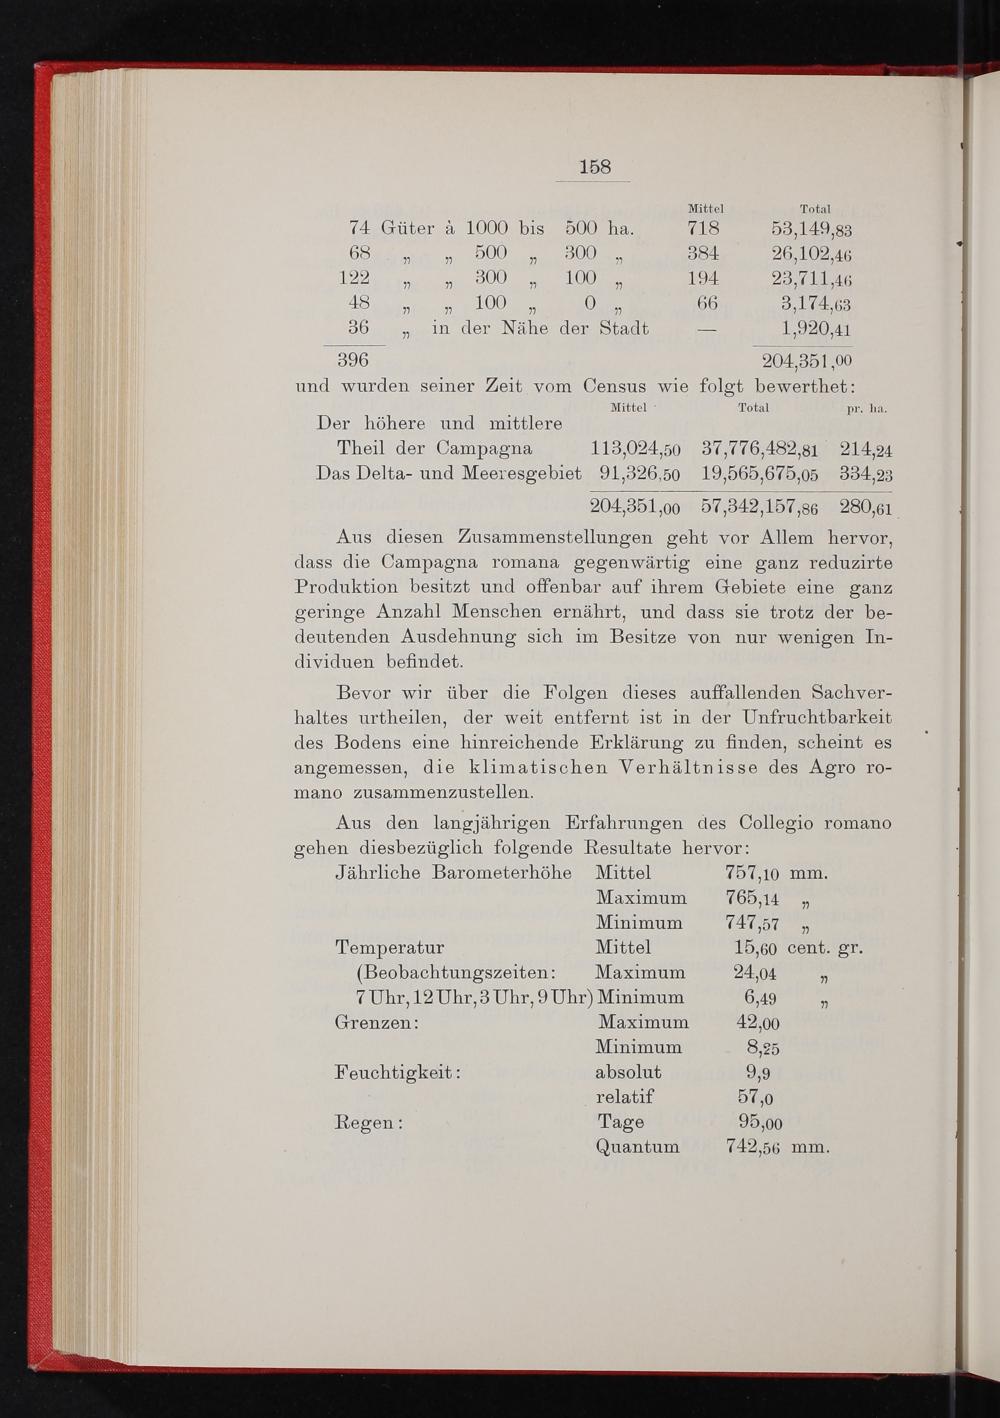 158
Mittel Total
74 Güter à 1000 bis 500 ha. 718 53,149,83
68 „ „ 500 „ 300 „ 384 26,102,46
122 „ „ 300 „ 100 „ 194 23,711,46
48 „ „ 100 „ 0 „ 66 3,174,63
36 „ in der Nähe der Stadt — 1,920,41
396 204,351,00
und wurden seiner Zeit vom Census wie folgt bewerthet:
Mittel Total pr. ha.
Der höhere und mittlere
Theil der Campagna 113,024,50 37,776,482,81 214,24
Das Delta- und Meeresgebiet 91,326,50 19,565,675,05 334,23
204,351,00 57,342,157,86 280,61
Aus diesen Zusammenstellungen geht vor Allem hervor,
dass die Campagna romana gegenwärtig eine ganz reduzirte
Produktion besitzt und offenbar auf ihrem Gebiete eine ganz
geringe Anzahl Menschen ernährt, und dass sie trotz der be-
deutenden Ausdehnung sich im Besitze von nur wenigen In-
dividuen befindet.
Bevor wir über die Folgen dieses auffallenden Sachver-
haltes urtheilen, der weit entfernt ist in der Unfruchtbarkeit
des Bodens eine hinreichende Erklärung zu finden, scheint es
angemessen, die klimatischen Verhältnisse des Agro ro-
mano zusammenzustellen.
Aus den langjährigen Erfahrungen des Collegio romano
gehen diesbezüglich folgende Resultate hervor:
Jährliche Barometerhöhe Mittel 757,10 mm.
Maximum 765,14 „
Minimum 747,57 „
Temperatur Mittel 15,60 cent. gr.
(Beobachtungszeiten: Maximum 24,04 „
7 Uhr, 12 Uhr, 3 Uhr, 9 Uhr) Minimum 6,49 „
Grenzen: Maximum 42,00
Minimum 8,25
Feuchtigkeit: absolut 9,9
relatif 57,0
Regen: Tage 95,00
Quantum 742,56 mm.